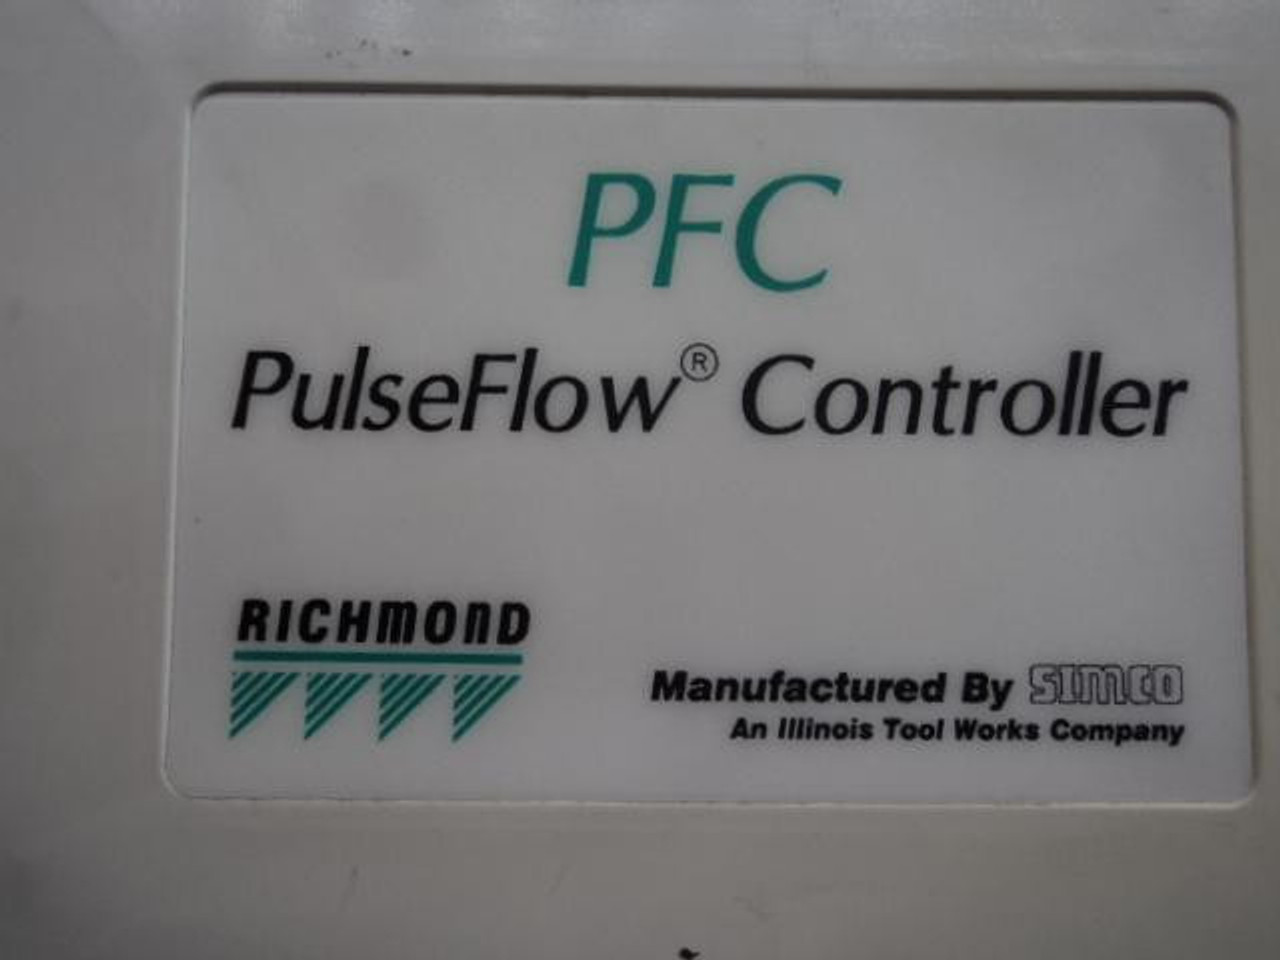 PFC
PulseFlow® Controller
RICHMOND
Manufactured By SIMCO
An Illinois Tool Works Company